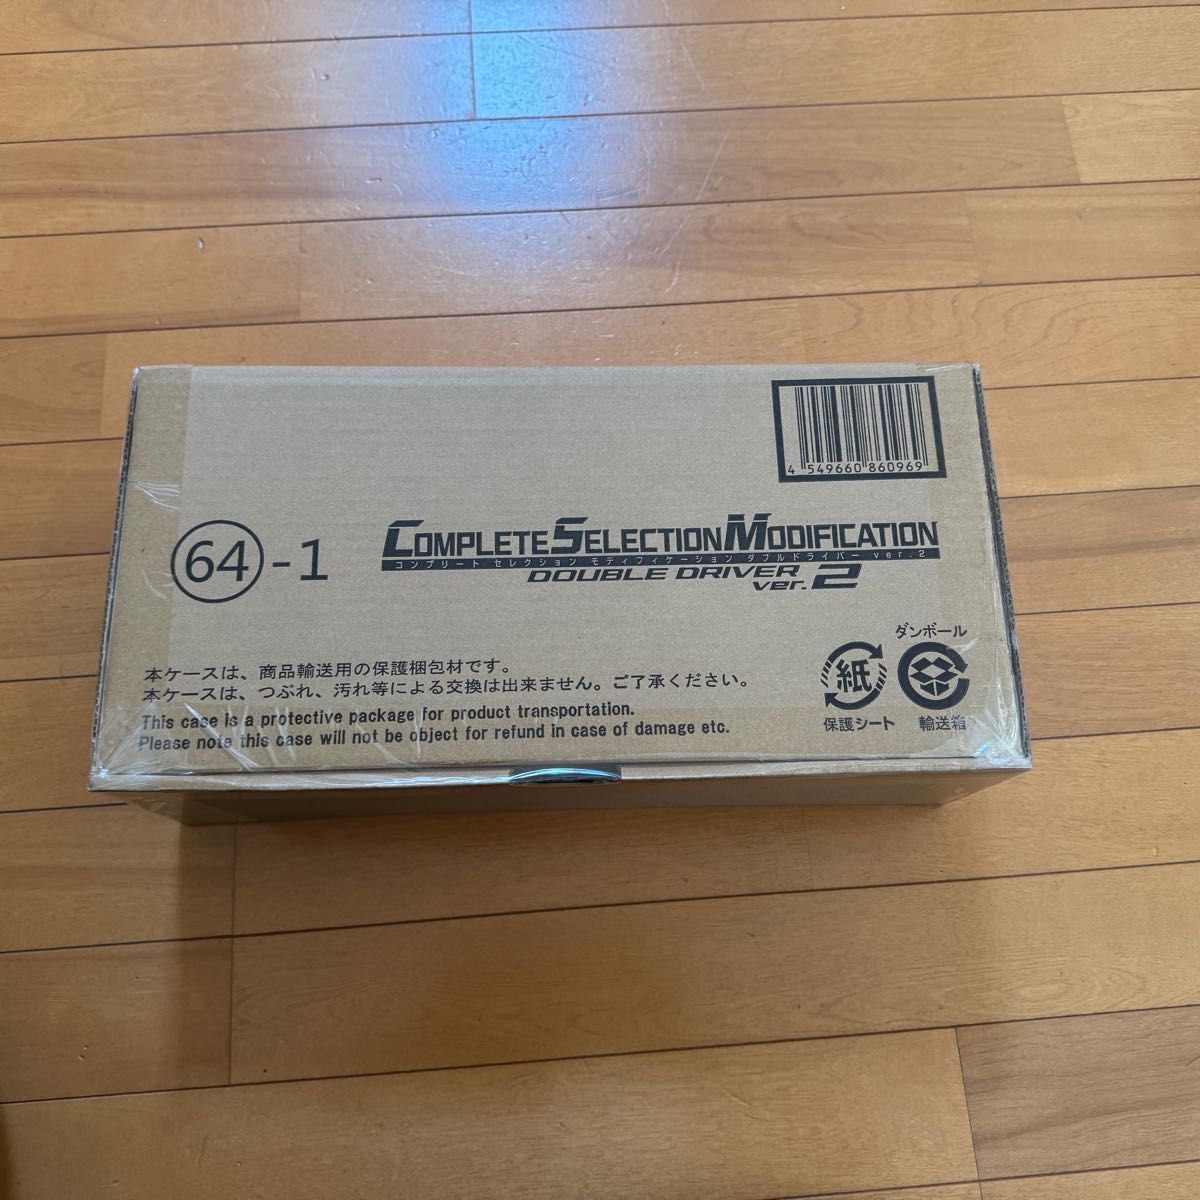 4 549660 860969
64-1
COMPLETE SELECTION MODIFICATION
コンプリート セレクション モディフィケーション ダブルドライバー ver.2
DOUBLE DRIVER
ver.2
ダンボール
紙
保護シート
輸送箱
本ケースは、商品輸送用の保護梱包材です。
本ケースは、つぶれ、汚れ等による交換は出来ません。ご了承ください。
This case is a protective package for product transportation.
Please note this case will not be object for refund in case of damage etc.